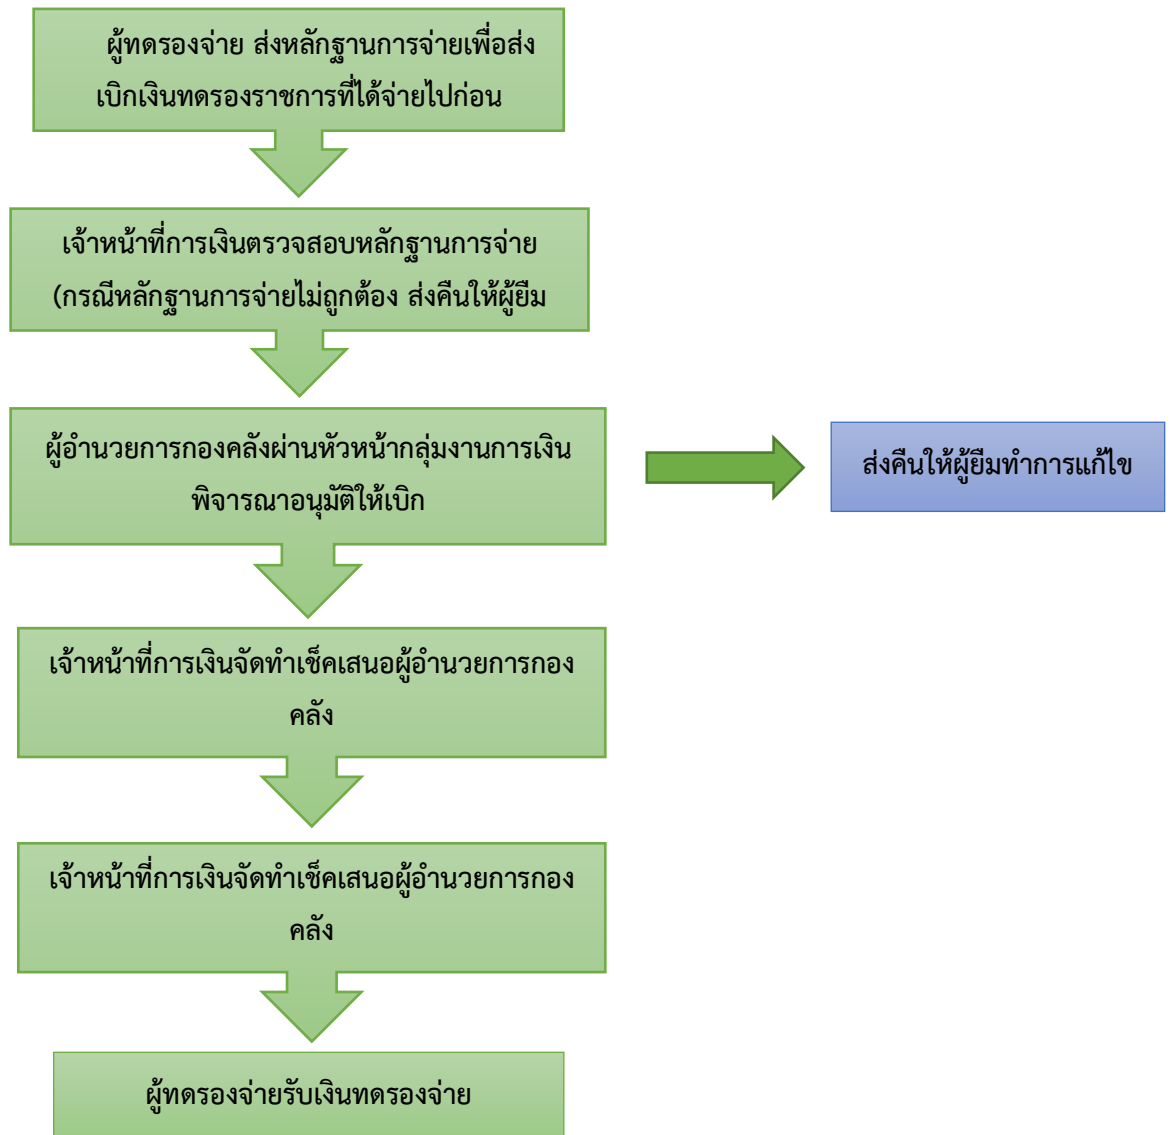 ผู้ทดรองจ่าย ส่งหลักฐานการจ่ายเพื่อส่ง
เบิกเงินทดรองราชการที่ได้จ่ายไปก่อน
เจ้าหน้าที่การเงินตรวจสอบหลักฐานการจ่าย
(กรณีหลักฐานการจ่ายไม่ถูกต้อง ส่งคืนให้ผู้ยืม
ผู้อำนวยการกองคลังผ่านหัวหน้ากลุ่มงานการเงิน
พิจารณาอนุมัติให้เบิก
ส่งคืนให้ผู้ยืมทำการแก้ไข
เจ้าหน้าที่การเงินจัดทำเช็คเสนอผู้อำนวยการกอง
คลัง
เจ้าหน้าที่การเงินจัดทำเช็คเสนอผู้อำนวยการกอง
คลัง
ผู้ทดรองจ่ายรับเงินทดรองจ่าย